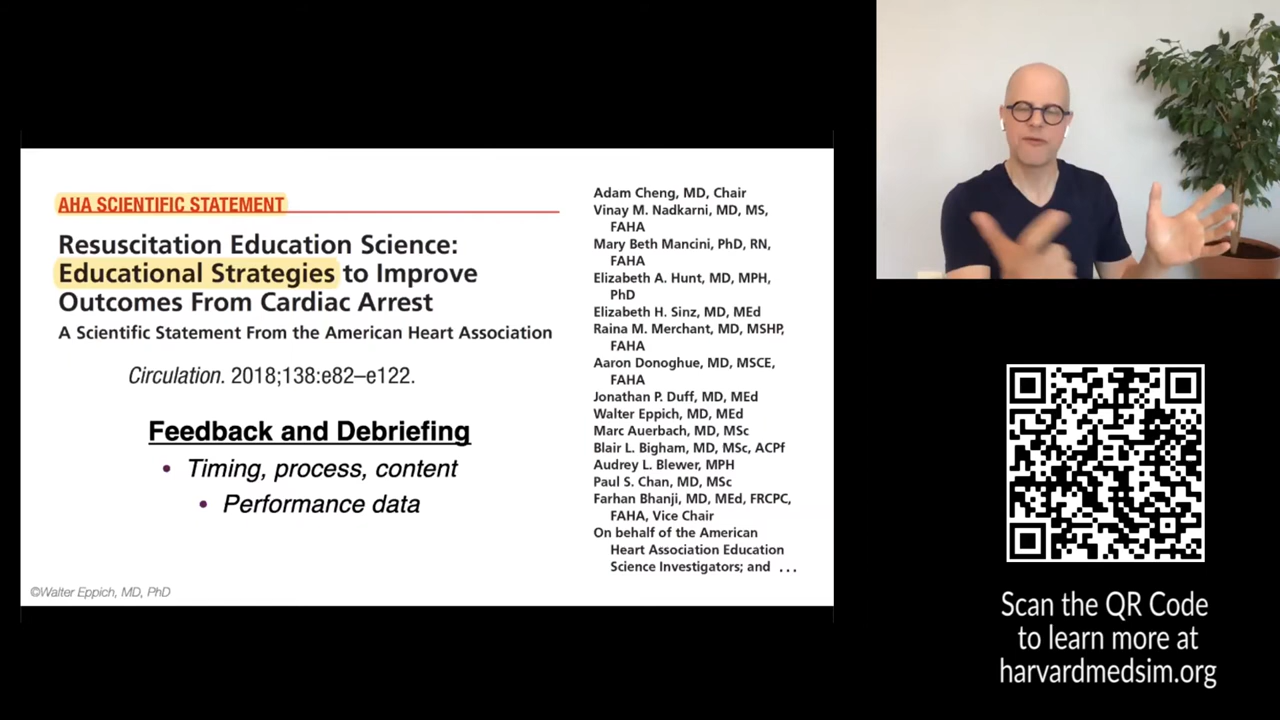 AHA SCIENTIFIC STATEMENT
Resuscitation Education Science:
Educational Strategies to Improve
Outcomes From Cardiac Arrest
A Scientific Statement From the American Heart Association
Circulation. 2018;138:e82–e122.
Feedback and Debriefing
• Timing, process, content
• Performance data
©Walter Eppich, MD, PhD
Adam Cheng, MD, Chair
Vinay M. Nadkarni, MD, MS,
FAHA
Mary Beth Mancini, PhD, RN,
FAHA
Elizabeth A. Hunt, MD, MPH,
PhD
Elizabeth H. Sinz, MD, MEd
Raina M. Merchant, MD, MSHP,
FAHA
Aaron Donoghue, MD, MSCE,
FAHA
Jonathan P. Duff, MD, MEd
Walter Eppich, MD, MEd
Marc Auerbach, MD, MSc
Blair L. Bigham, MD, MSc, ACPf
Audrey L. Blewer, MPH
Paul S. Chan, MD, MSc
Farhan Bhanji, MD, MEd, FRCPC,
FAHA, Vice Chair
On behalf of the American
Heart Association Education
Science Investigators; and ...
Scan the QR Code
to learn more at
harvardmedsim.org